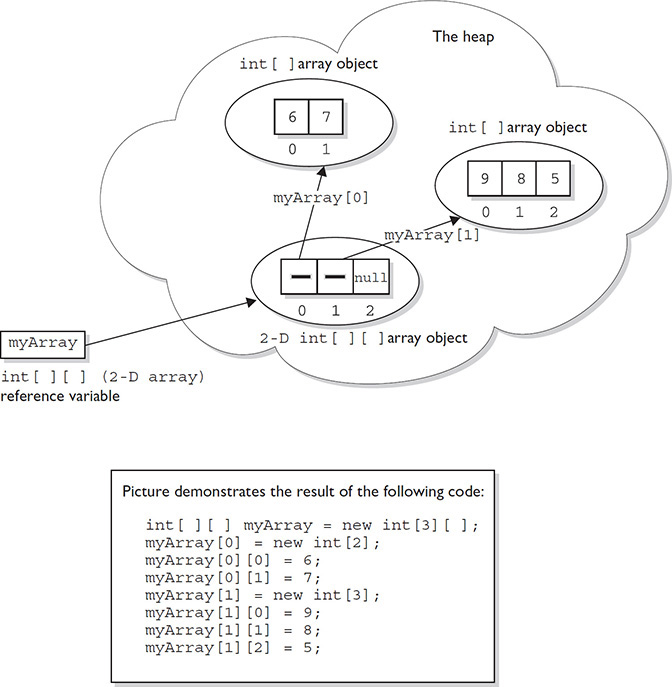 The heap
int[ ]array object
6 7
0 1
int[ ]array object
9 8 5
0 1 2
myArray[0]
myArray[1]
null
0 1 2
2-D int[ ][ ]array object
myArray
int[ ][ ] (2-D array)
reference variable
Picture demonstrates the result of the following code:
int[ ][ ] myArray = new int[3][ ];
myArray[0] = new int[2];
myArray[0][0] = 6;
myArray[0][1] = 7;
myArray[1] = new int[3];
myArray[1][0] = 9;
myArray[1][1] = 8;
myArray[1][2] = 5;